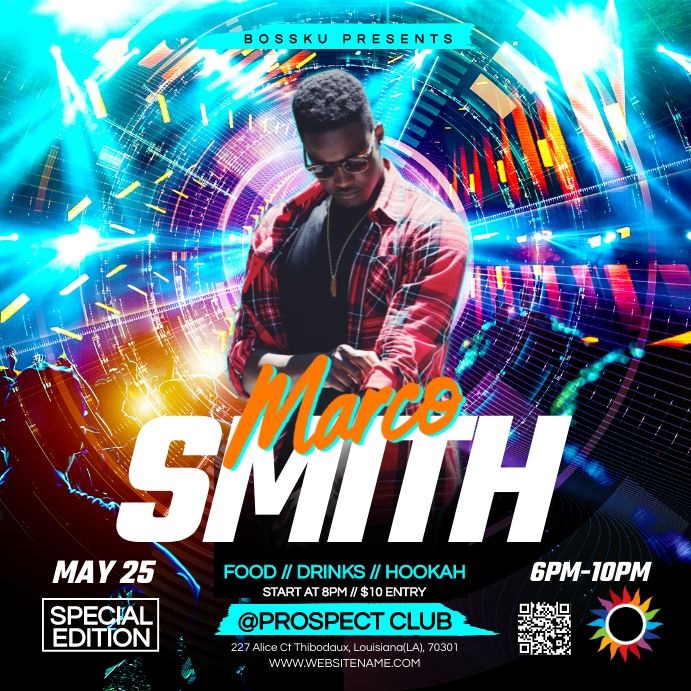 BOSSKU PRESENTS
Marco
SMITH
MAY 25
SPECIAL
EDITION
FOOD // DRINKS // HOOKAH
START AT 8PM // $10 ENTRY
@PROSPECT CLUB
227 Alice Ct Thibodaux, Louisiana(LA), 70301
WWW.WEBSITENAME.COM
6PM-10PM